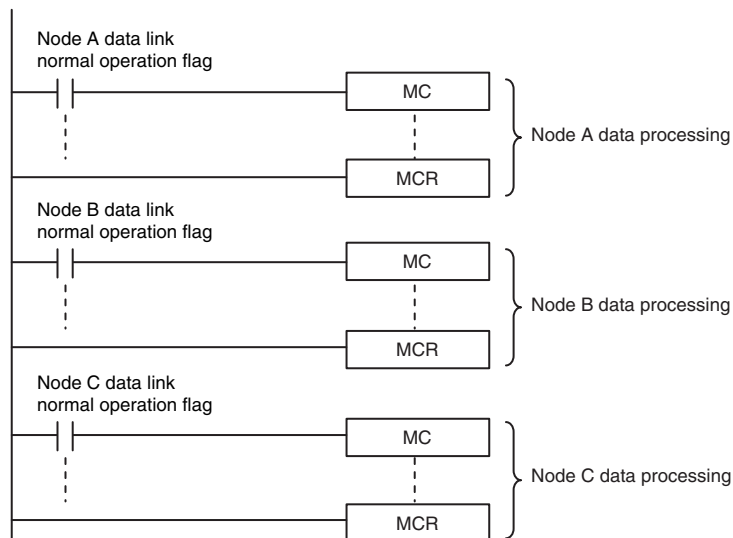 Node A data link
normal operation flag
MC
Node A data processing
MCR
Node B data link
normal operation flag
MC
Node B data processing
MCR
Node C data link
normal operation flag
MC
Node C data processing
MCR